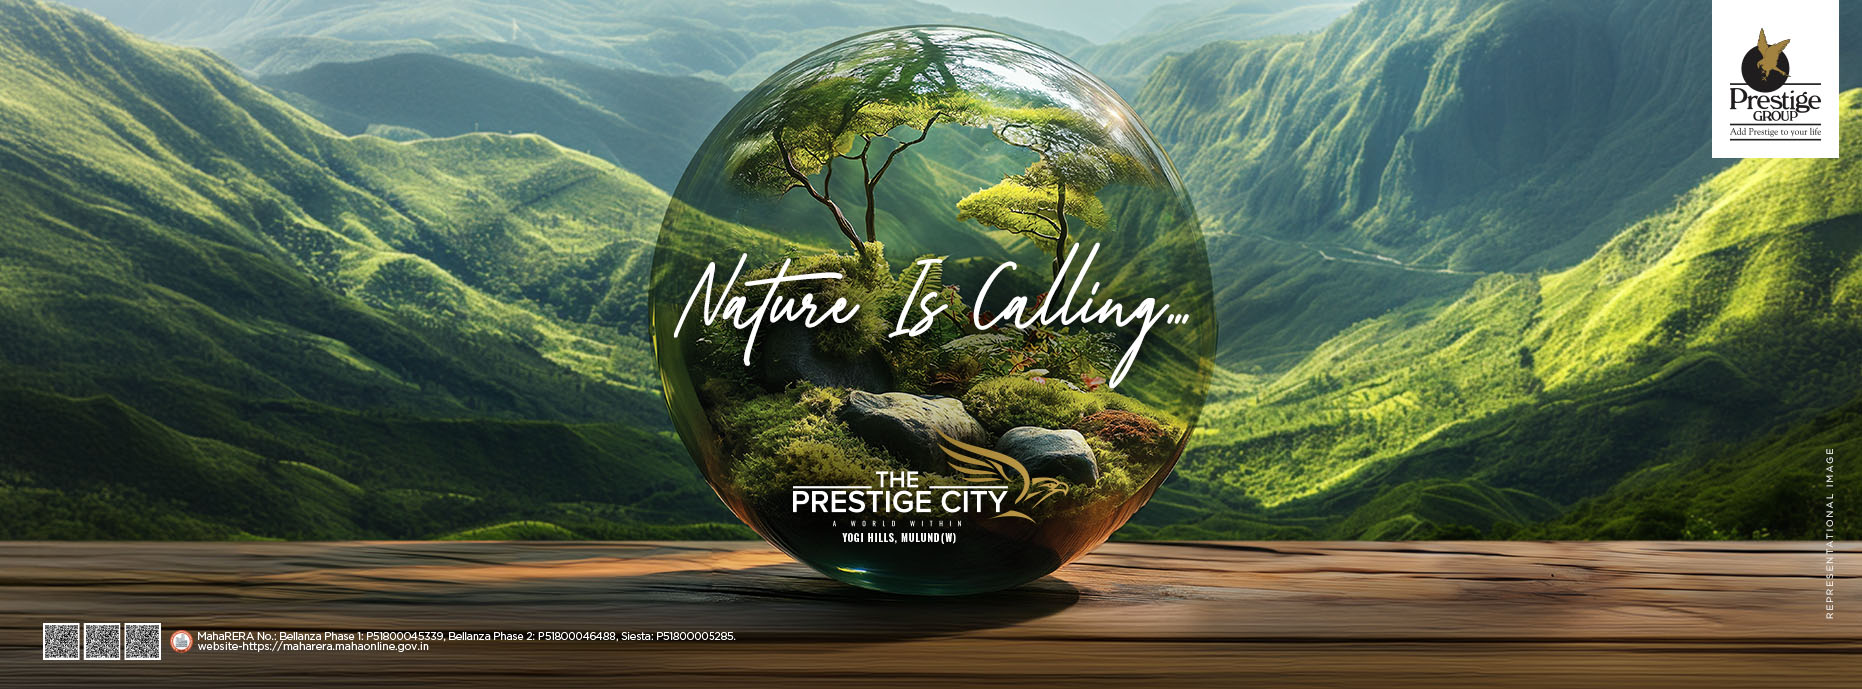 Prestige
GROUP
Add Prestige to your life
Nature Is Calling...
THE
PRESTIGE CITY
A WORLD WITHIN
YOGI HILLS, MULUND(W)
REPRESENTATIONAL IMAGE
MahaRERA No.: Bellanza Phase 1: P51800045339, Bellanza Phase 2: P51800046488, Siesta: P51800005285.
website-https://maharera.mahaonline.gov.in